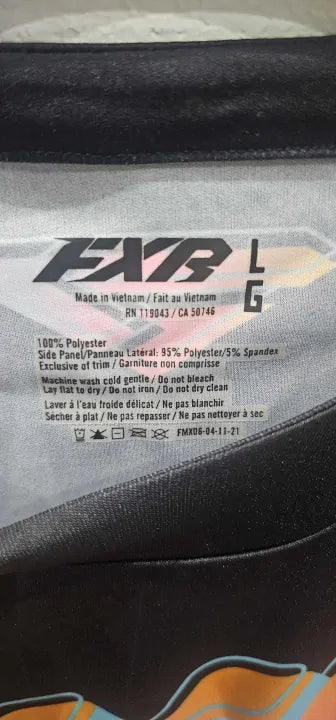 FXR L
G
Made in Vietnam / Fait au Vietnam
RN 119043 / CA 50746
100% Polyester
Side Panel/Panneau Latéral: 95% Polyester/5% Spandex
Exclusive of trim / Garniture non comprise
Machine wash cold gentle / Do not bleach
Lay flat to dry / Do not iron / Do not dry clean
Laver à l'eau froide délicat / Ne pas blanchir
Sécher à plat / Ne pas repasser / Ne pas nettoyer à sec
FMX06-04-11-21